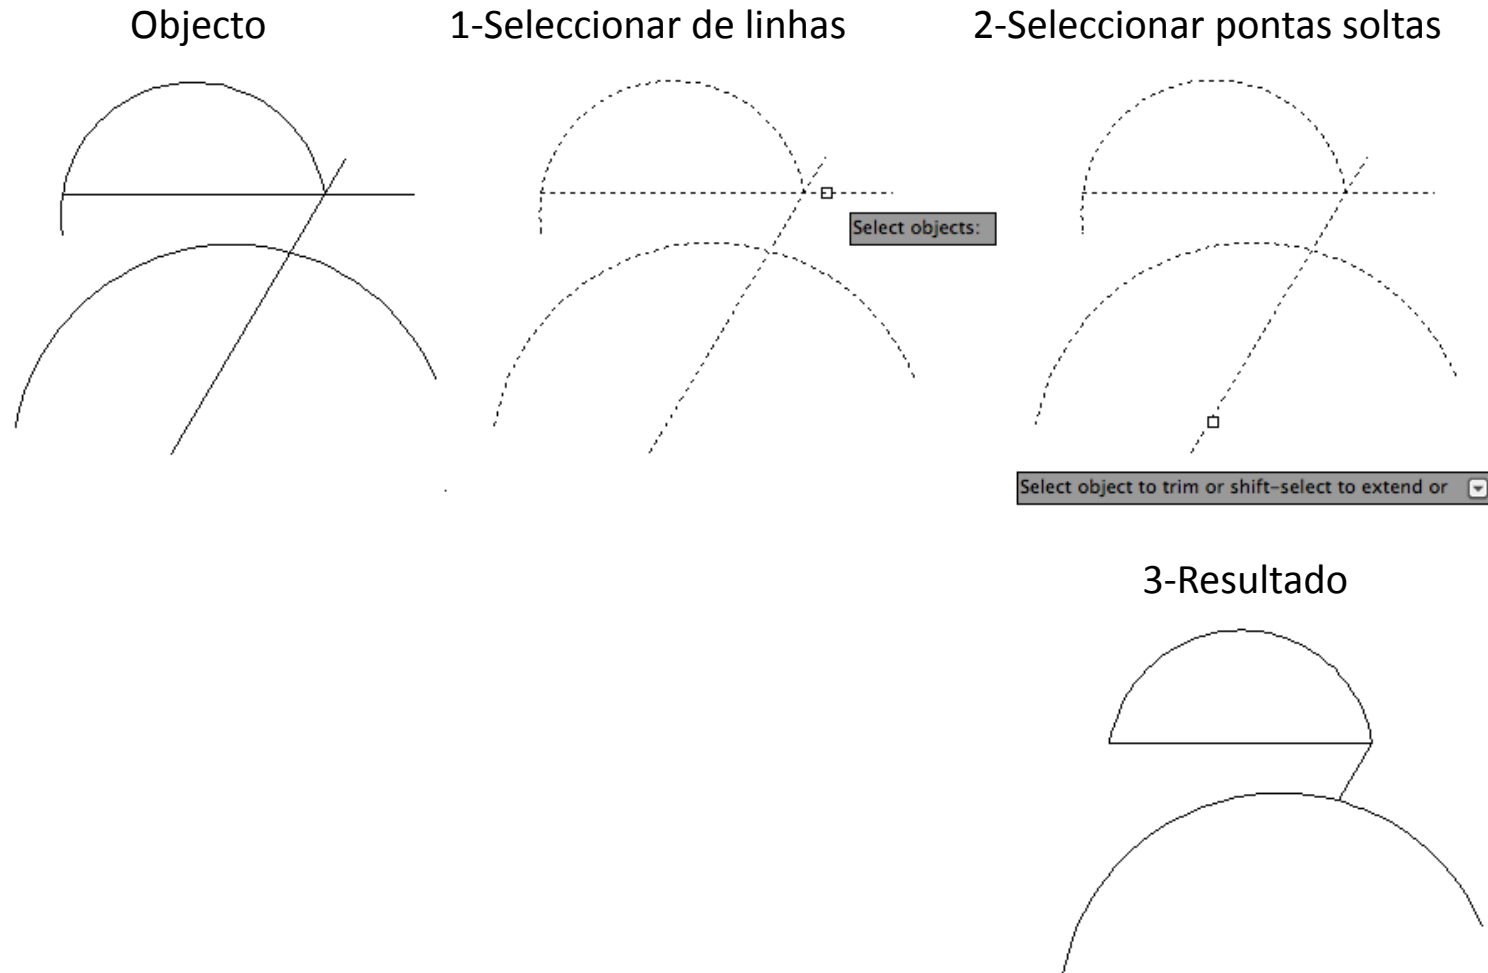 Objecto
1-Seleccionar de linhas
2-Seleccionar pontas soltas
Select objects:
Select object to trim or shift-select to extend or
3-Resultado